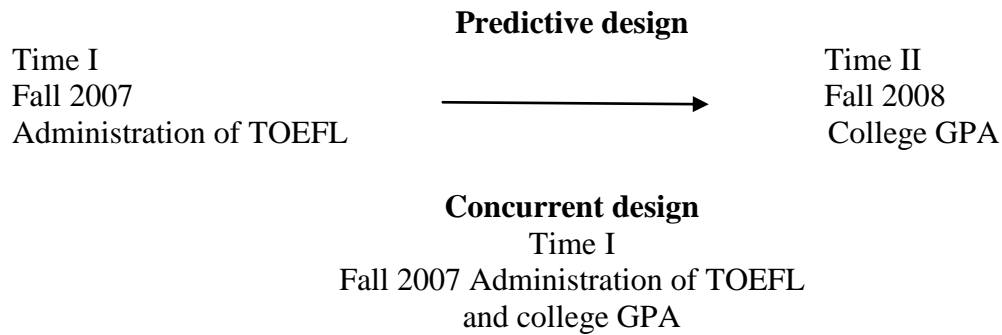 Predictive design
Time I Time II
Fall 2007 Fall 2008
Administration of TOEFL College GPA
Concurrent design
Time I
Fall 2007 Administration of TOEFL
and college GPA